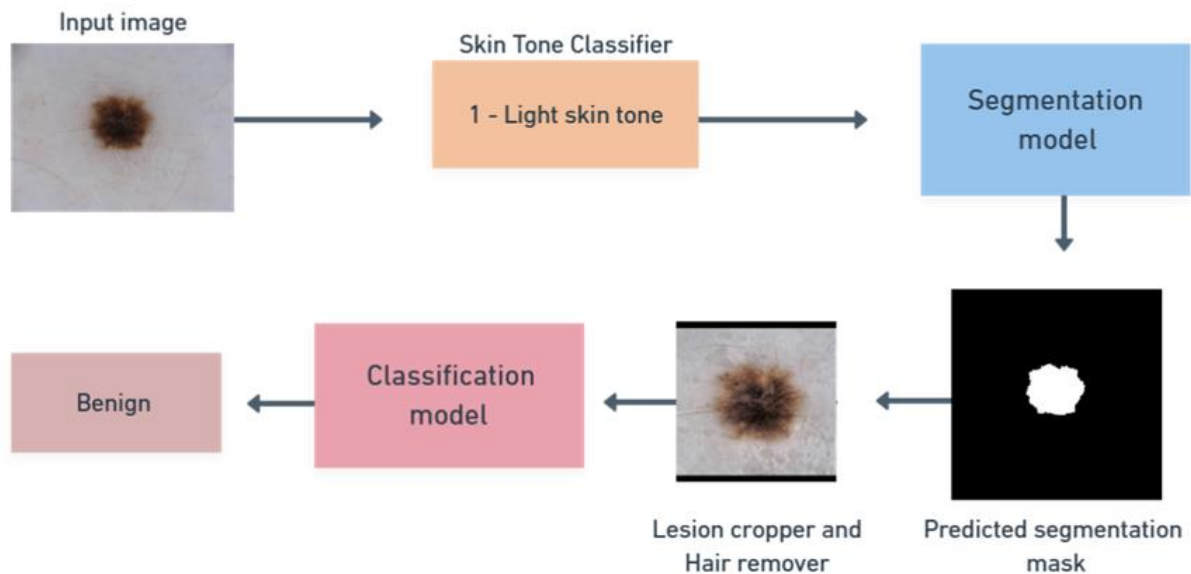 Input image
Skin Tone Classifier
1 - Light skin tone
Segmentation
model
Predicted segmentation
mask
Lesion cropper and
Hair remover
Classification
model
Benign